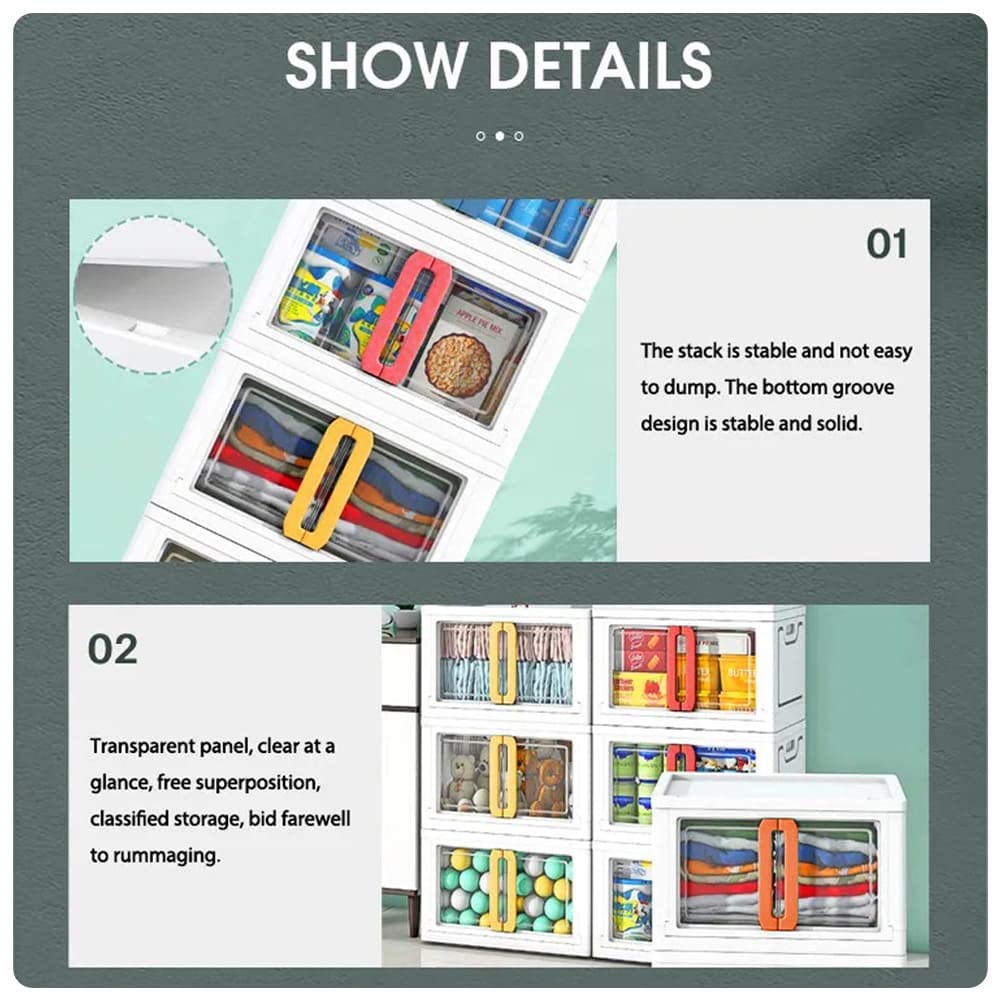 SHOW DETAILS
01
APPLE PIE MIX
The stack is stable and not easy
to dump. The bottom groove
design is stable and solid.
02
Transparent panel, clear at a
glance, free superposition,
classified storage, bid farewell
to rummaging.